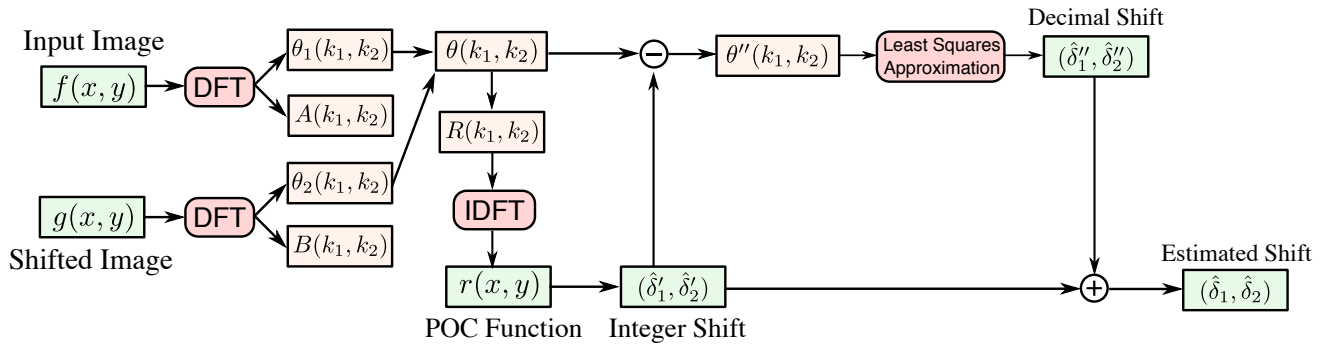 Input Image
f(x, y)
DFT
θ₁(k₁, k₂)
A(k₁, k₂)
g(x, y)
Shifted Image
DFT
θ₂(k₁, k₂)
B(k₁, k₂)
θ(k₁, k₂)
R(k₁, k₂)
IDFT
r(x, y)
POC Function
(δ̂′₁, δ̂′₂)
Integer Shift
−
θ″(k₁, k₂)
Least Squares
Approximation
Decimal Shift
(δ̂″₁, δ̂″₂)
+
Estimated Shift
(δ̂₁, δ̂₂)